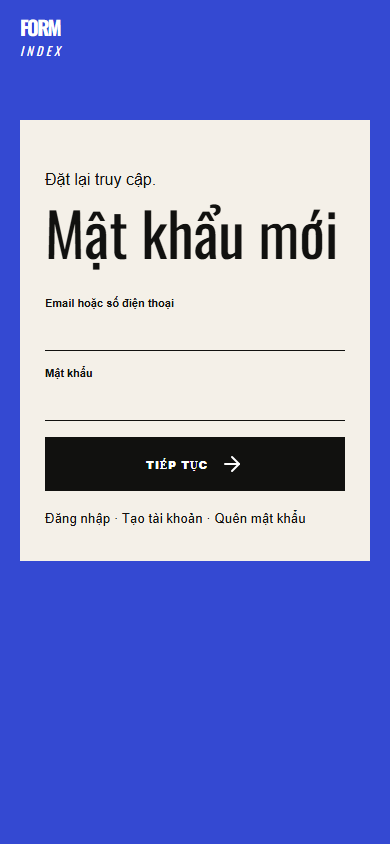 FORM
INDEX
Đặt lại truy cập.
Mật khẩu mới
Email hoặc số điện thoại
Mật khẩu
TIẾP TỤC
Đăng nhập · Tạo tài khoản · Quên mật khẩu